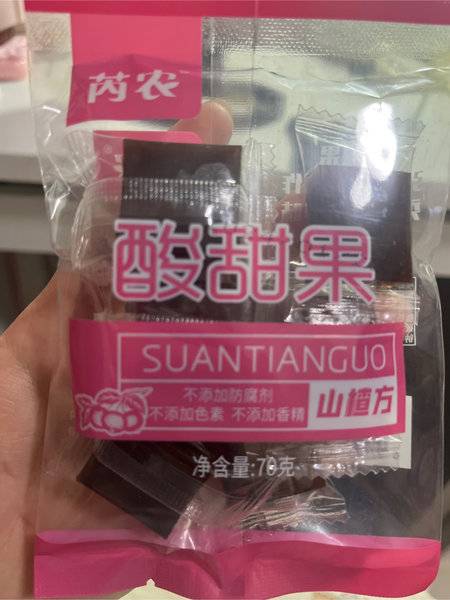 芮农
酸甜果
SUANTIANGUO
不添加防腐剂
不添加色素 不添加香精
山楂方
净含量:70克